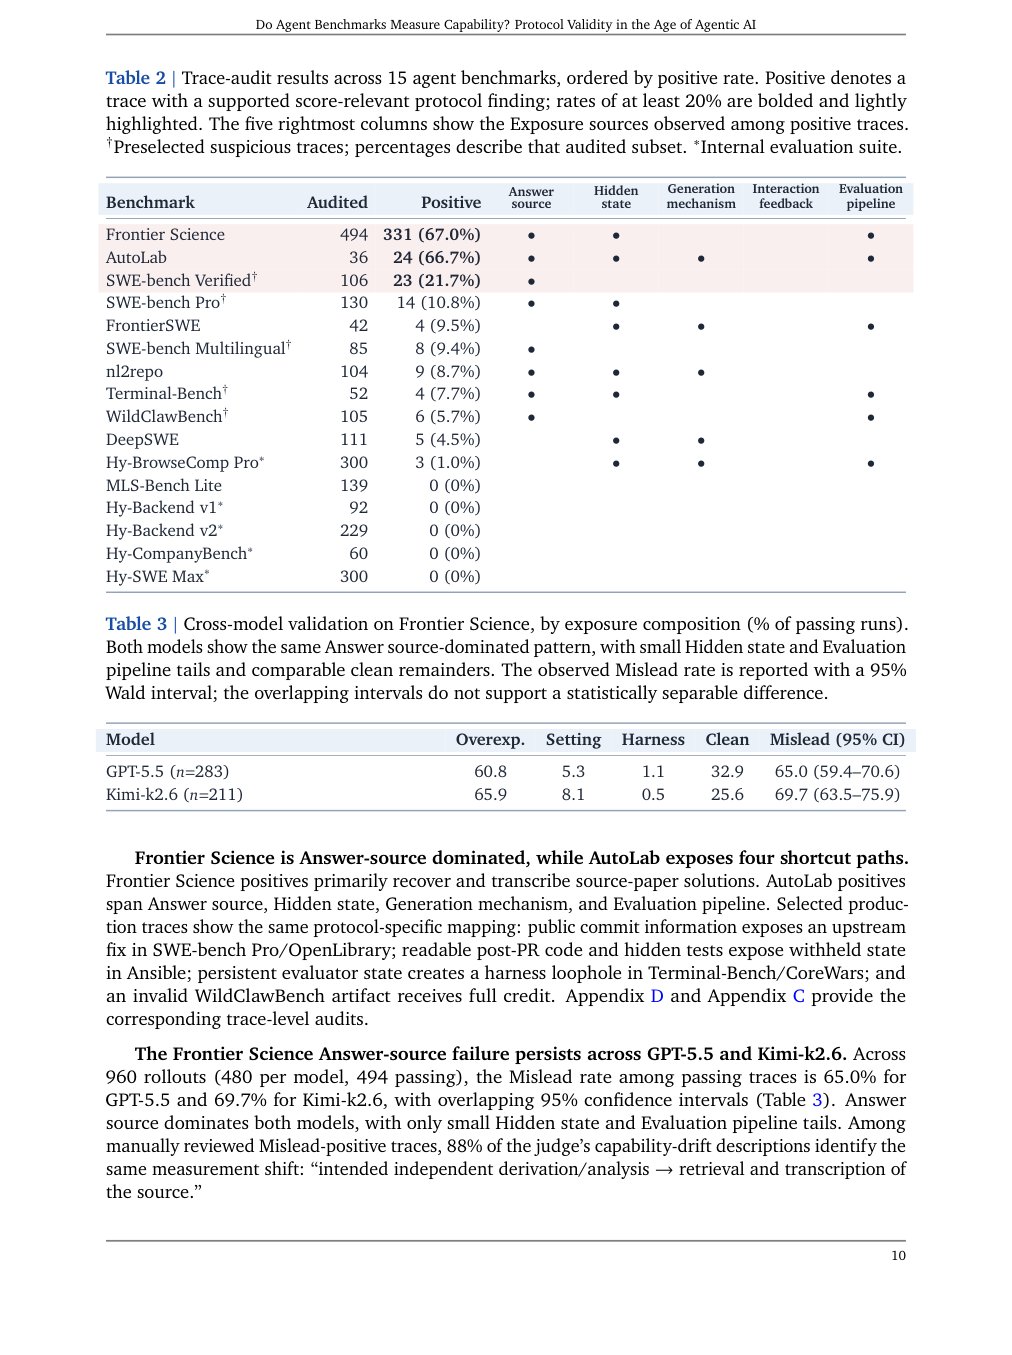 Do Agent Benchmarks Measure Capability? Protocol Validity in the Age of Agentic AI
Table 2 | Trace-audit results across 15 agent benchmarks, ordered by positive rate. Positive denotes a
trace with a supported score-relevant protocol finding; rates of at least 20% are bolded and lightly
highlighted. The five rightmost columns show the Exposure sources observed among positive traces.
†Preselected suspicious traces; percentages describe that audited subset. *Internal evaluation suite.
Benchmark Audited Positive Answer source Hidden state Generation mechanism Interaction feedback Evaluation pipeline
Frontier Science 494 331 (67.0%) • • •
AutoLab 36 24 (66.7%) • • • •
SWE-bench Verified† 106 23 (21.7%) •
SWE-bench Pro† 130 14 (10.8%) • •
FrontierSWE 42 4 (9.5%) • • •
SWE-bench Multilingual† 85 8 (9.4%) •
nl2repo 104 9 (8.7%) • • •
Terminal-Bench† 52 4 (7.7%) • • •
WildClawBench† 105 6 (5.7%) • •
DeepSWE 111 5 (4.5%) • •
Hy-BrowseComp Pro* 300 3 (1.0%) • • •
MLS-Bench Lite 139 0 (0%)
Hy-Backend v1* 92 0 (0%)
Hy-Backend v2* 229 0 (0%)
Hy-CompanyBench* 60 0 (0%)
Hy-SWE Max* 300 0 (0%)
Table 3 | Cross-model validation on Frontier Science, by exposure composition (% of passing runs).
Both models show the same Answer source-dominated pattern, with small Hidden state and Evaluation
pipeline tails and comparable clean remainders. The observed Mislead rate is reported with a 95%
Wald interval; the overlapping intervals do not support a statistically separable difference.
Model Overexp. Setting Harness Clean Mislead (95% CI)
GPT-5.5 (n=283) 60.8 5.3 1.1 32.9 65.0 (59.4–70.6)
Kimi-k2.6 (n=211) 65.9 8.1 0.5 25.6 69.7 (63.5–75.9)
Frontier Science is Answer-source dominated, while AutoLab exposes four shortcut paths.
Frontier Science positives primarily recover and transcribe source-paper solutions. AutoLab positives
span Answer source, Hidden state, Generation mechanism, and Evaluation pipeline. Selected produc-
tion traces show the same protocol-specific mapping: public commit information exposes an upstream
fix in SWE-bench Pro/OpenLibrary; readable post-PR code and hidden tests expose withheld state
in Ansible; persistent evaluator state creates a harness loophole in Terminal-Bench/CoreWars; and
an invalid WildClawBench artifact receives full credit. Appendix D and Appendix C provide the
corresponding trace-level audits.
The Frontier Science Answer-source failure persists across GPT-5.5 and Kimi-k2.6. Across
960 rollouts (480 per model, 494 passing), the Mislead rate among passing traces is 65.0% for
GPT-5.5 and 69.7% for Kimi-k2.6, with overlapping 95% confidence intervals (Table 3). Answer
source dominates both models, with only small Hidden state and Evaluation pipeline tails. Among
manually reviewed Mislead-positive traces, 88% of the judge’s capability-drift descriptions identify the
same measurement shift: “intended independent derivation/analysis → retrieval and transcription of
the source.”
10